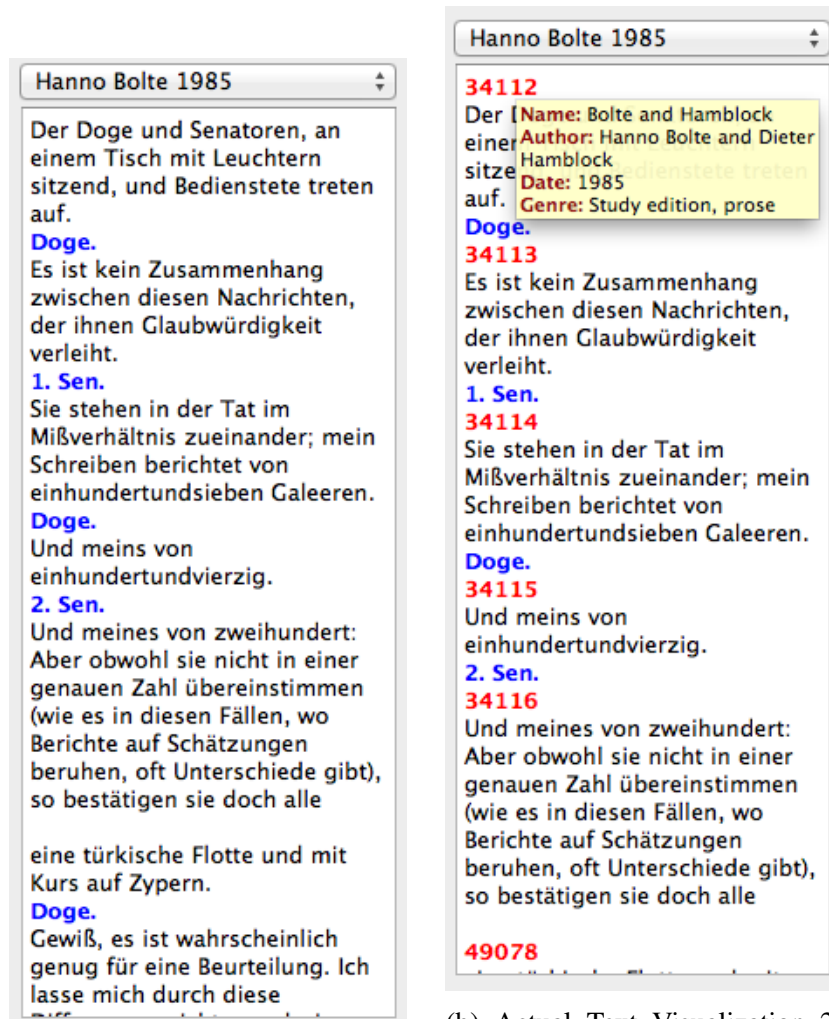 Hanno Bolte 1985
Der Doge und Senatoren, an
einem Tisch mit Leuchtern
sitzend, und Bedienstete treten
auf.
Doge.
Es ist kein Zusammenhang
zwischen diesen Nachrichten,
der ihnen Glaubwürdigkeit
verleiht.
1. Sen.
Sie stehen in der Tat im
Mißverhältnis zueinander; mein
Schreiben berichtet von
einhundertundsieben Galeeren.
Doge.
Und meins von
einhundertundvierzig.
2. Sen.
Und meines von zweihundert:
Aber obwohl sie nicht in einer
genauen Zahl übereinstimmen
(wie es in diesen Fällen, wo
Berichte auf Schätzungen
beruhen, oft Unterschiede gibt),
so bestätigen sie doch alle
eine türkische Flotte und mit
Kurs auf Zypern.
Doge.
Gewiß, es ist wahrscheinlich
genug für eine Beurteilung. Ich
lasse mich durch diese
Hanno Bolte 1985
34112
Der
Name: Bolte and Hamblock
Author: Hanno Bolte and Dieter
Hamblock
Date: 1985
Genre: Study edition, prose
auf.
Doge.
34113
Es ist kein Zusammenhang
zwischen diesen Nachrichten,
der ihnen Glaubwürdigkeit
verleiht.
1. Sen.
34114
Sie stehen in der Tat im
Mißverhältnis zueinander; mein
Schreiben berichtet von
einhundertundsieben Galeeren.
Doge.
34115
Und meins von
einhundertundvierzig.
2. Sen.
34116
Und meines von zweihundert:
Aber obwohl sie nicht in einer
genauen Zahl übereinstimmen
(wie es in diesen Fällen, wo
Berichte auf Schätzungen
beruhen, oft Unterschiede gibt),
so bestätigen sie doch alle
49078
(b) Actual Text Visualization 2